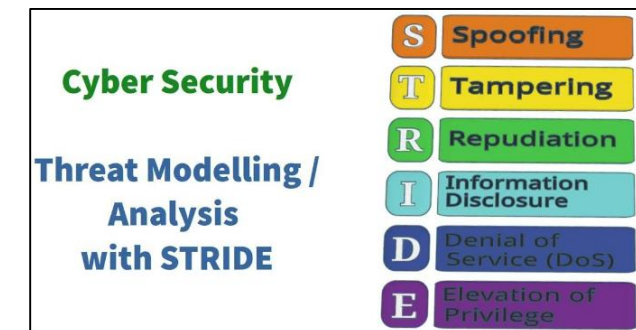 Cyber Security
Threat Modelling /
Analysis
with STRIDE
S Spoofing
T Tampering
R Repudiation
I Information
Disclosure
D Denial of
Service (DoS)
E Elevation of
Privilege